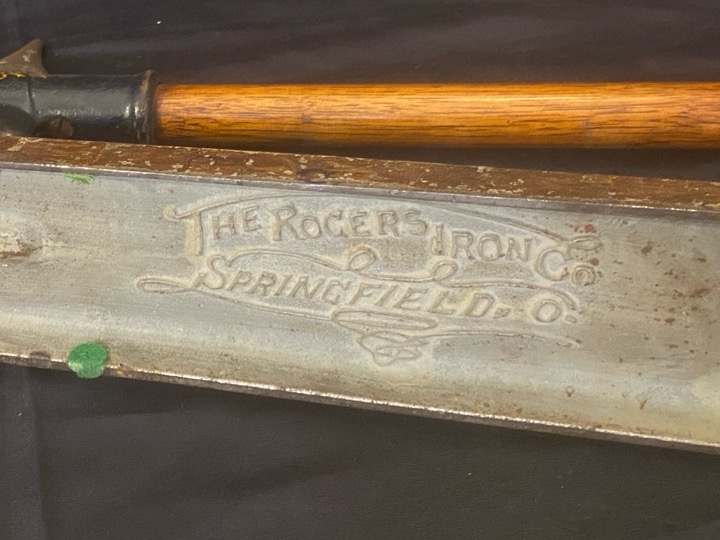 THE ROGERS IRON CO
SPRINGFIELD, O.